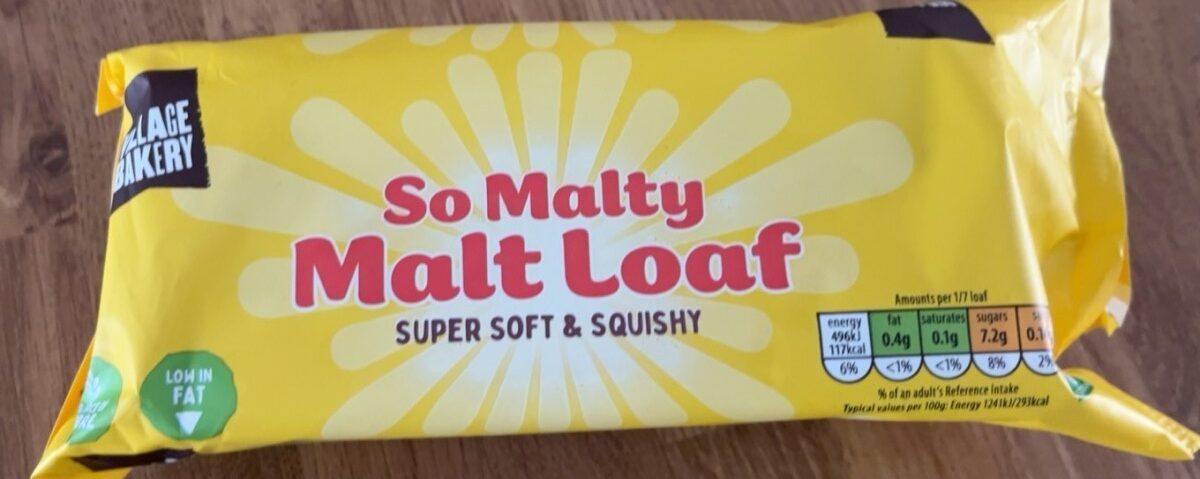 BAKERY
So Malty
Malt Loaf
SUPER SOFT & SQUISHY
LOW IN
FAT
Amounts per 1/7 loaf
energy
496kJ
117kcal
6%
fat
0.4g
<1%
saturates
0.1g
<1%
sugars
7.2g
8%
2%
% of an adult's Reference Intake
Typical values per 100g: Energy 1241kJ/293kcal